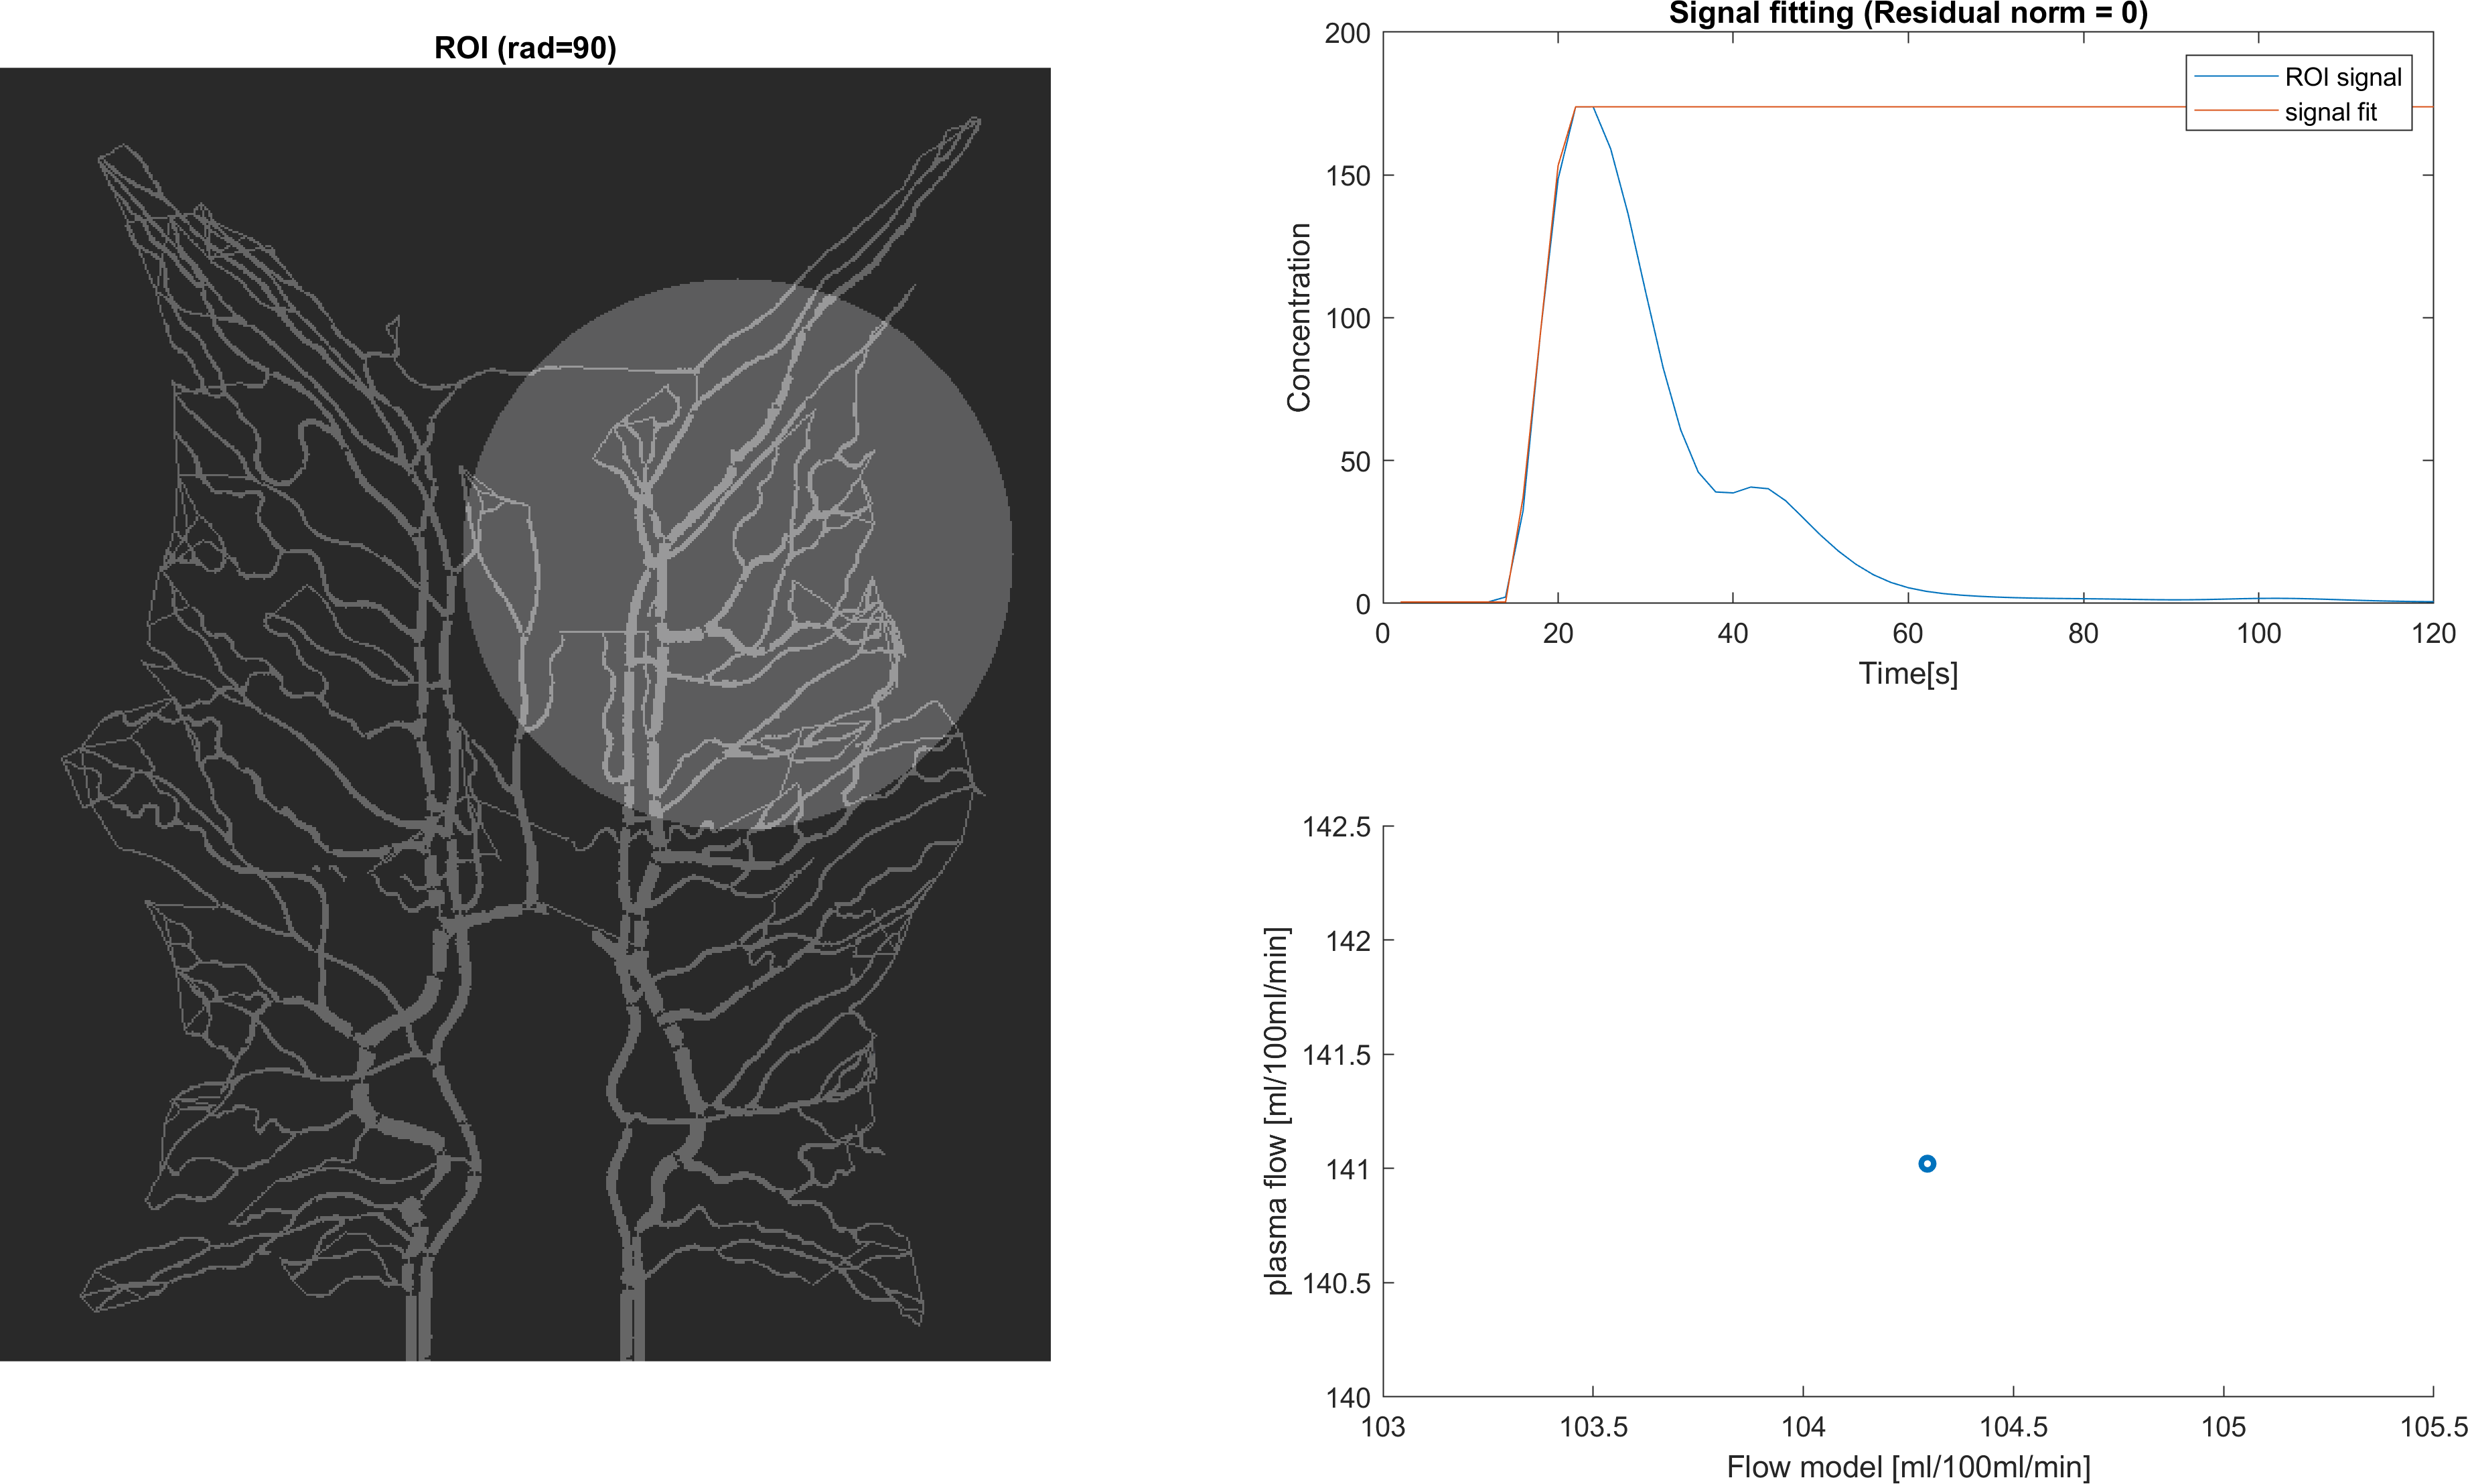 ROI (rad=90)
Signal fitting (Residual norm = 0)
200
150
100
50
0
Concentration
ROI signal
signal fit
0 20 40 60 80 100 120
Time[s]
142.5
142
141.5
141
140.5
140
plasma flow [ml/100ml/min]
103 103.5 104 104.5 105 105.5
Flow model [ml/100ml/min]